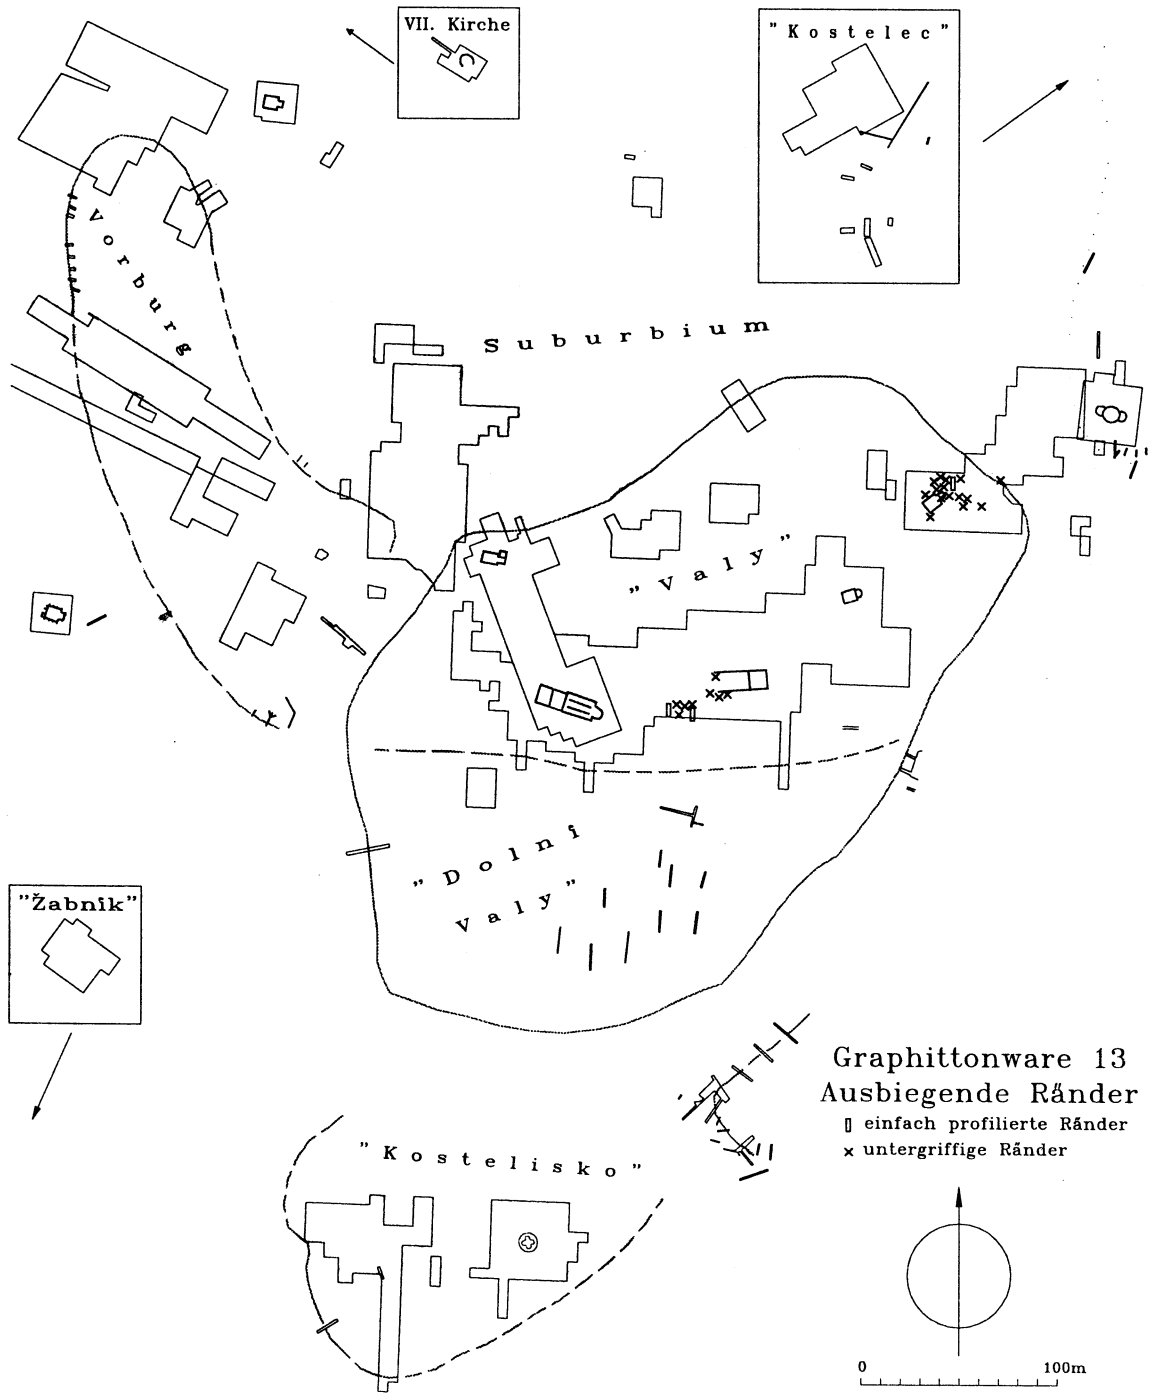 VII. Kirche
"Kostelec"
Vorburg
Suburbium
"Valy"
"Dolní
Valy"
"Žabník"
"Kostelisko"
Graphittonware 13
Ausbiegende Ränder
einfach profilierte Ränder
untergriffige Ränder
0 100m